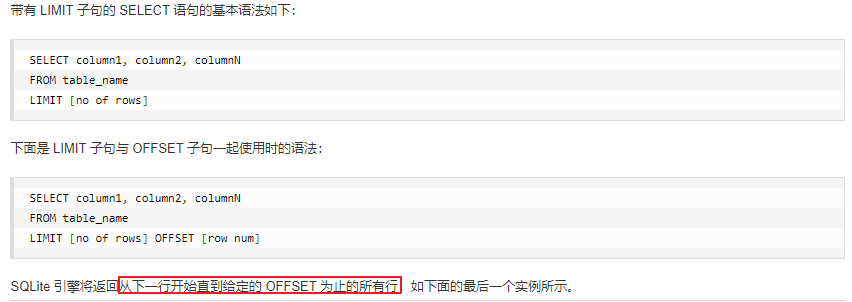 带有 LIMIT 子句的 SELECT 语句的基本语法如下：
SELECT column1, column2, columnN
FROM table_name
LIMIT [no of rows]
下面是 LIMIT 子句与 OFFSET 子句一起使用时的语法：
SELECT column1, column2, columnN
FROM table_name
LIMIT [no of rows] OFFSET [row num]
SQLite 引擎将返回从下一行开始直到给定的 OFFSET 为止的所有行，如下面的最后一个实例所示。